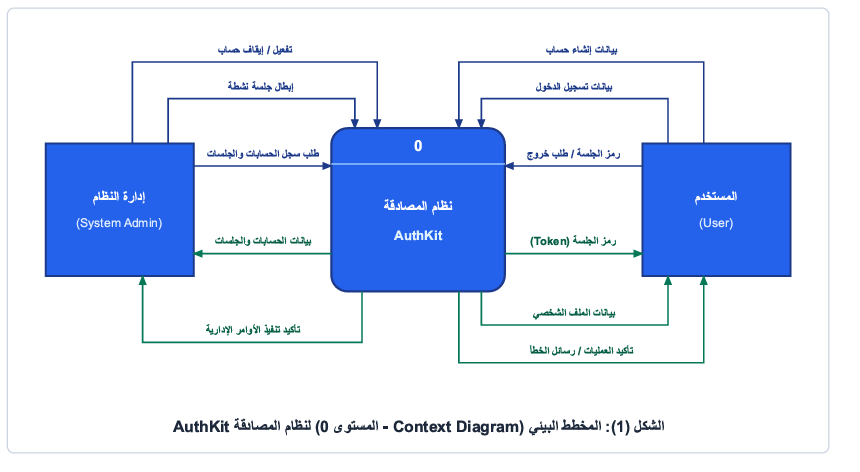 تفعيل / إيقاف حساب
بيانات إنشاء حساب
إبطال جلسة نشطة
بيانات تسجيل الدخول
0
طلب سجل الحسابات والجلسات
رمز الجلسة / طلب خروج
إدارة النظام
(System Admin)
نظام المصادقة
AuthKit
المستخدم
(User)
بيانات الحسابات والجلسات
رمز الجلسة (Token)
بيانات الملف الشخصي
تأكيد تنفيذ الأوامر الإدارية
تأكيد العمليات / رسائل الخطأ
الشكل (1): المخطط البيئي (Context Diagram - المستوى 0) لنظام المصادقة AuthKit